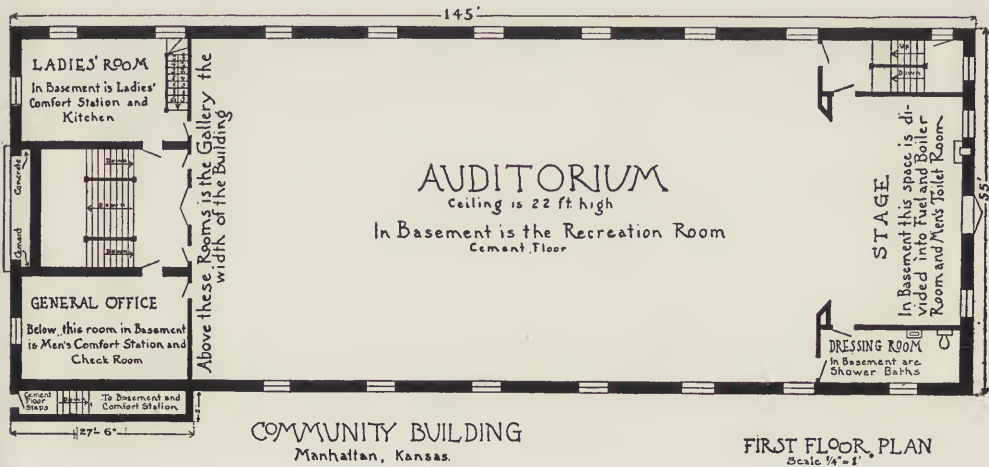 145'
LADIES' ROOM
In Basement is Ladies'
Comfort Station and
Kitchen
Concrete
Cement
Down
Down
Down
GENERAL OFFICE
Below this room in Basement
is Men's Comfort Station and
Check Room
Above these Rooms is the Gallery the
width of the Building
AUDITORIUM
Ceiling is 22 ft. high
In Basement is the Recreation Room
Cement Floor
Up
Down
STAGE
In Basement this space is di-
vided into Fuel and Boiler
Room and Men's Toilet Room
55'
DRESSING ROOM
In Basement are
Shower Baths
Cement
Floor
Steps
Down
To Basement and
Comfort Station
5'
27'-6"
COMMUNITY BUILDING
Manhattan, Kansas.
FIRST FLOOR PLAN
Scale ¼"=1'